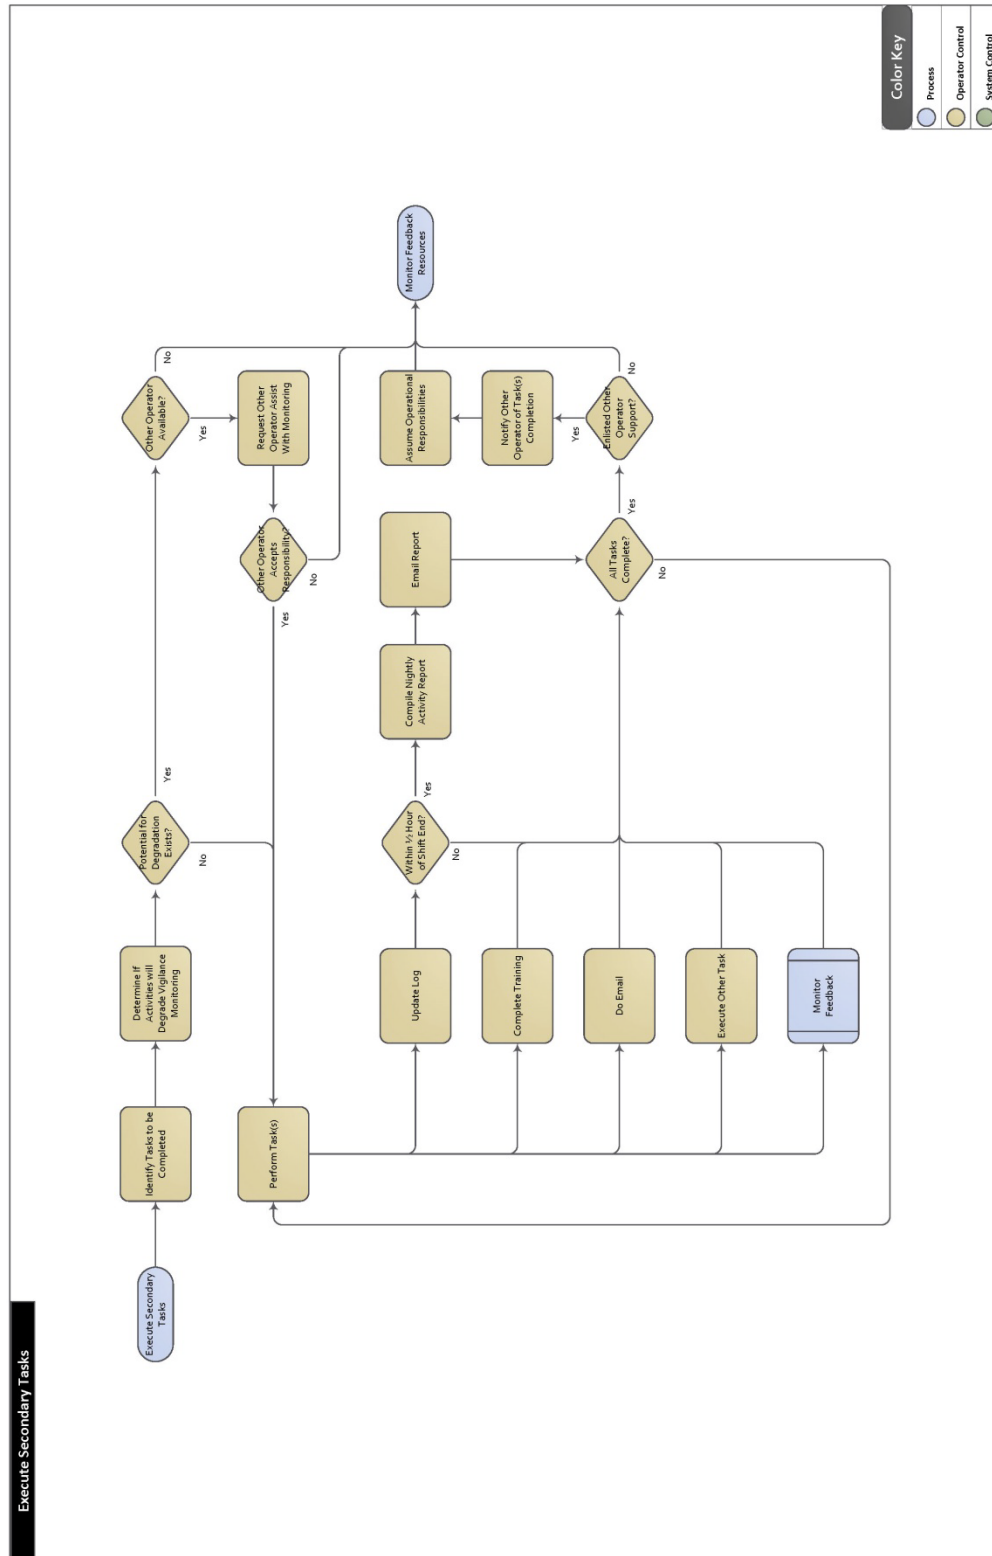 Execute Secondary Tasks
Execute Secondary
Tasks
Identify Tasks to be
Completed
Determine If
Activities will
Degrade Vigilance
Monitoring
Potential for
Degradation
Exists?
Yes
No
Other Operator
Available?
No
Yes
Request Other
Operator Assist
With Monitoring
Other Operator
Accepts
Responsibility?
Yes
No
Perform Task(s)
Update Log
Within ½ Hour
of Shift End?
Yes
No
Compile Nightly
Activity Report
Email Report
Assume Operational
Responsibilities
Monitor Feedback
Resources
Complete Training
Notify Other
Operator of Task(s)
Completion
Do Email
All Tasks
Complete?
Yes
No
Enlisted Other
Operator
Support?
Yes
No
Execute Other Task
Monitor
Feedback
Color Key
Process
Operator Control
System Control